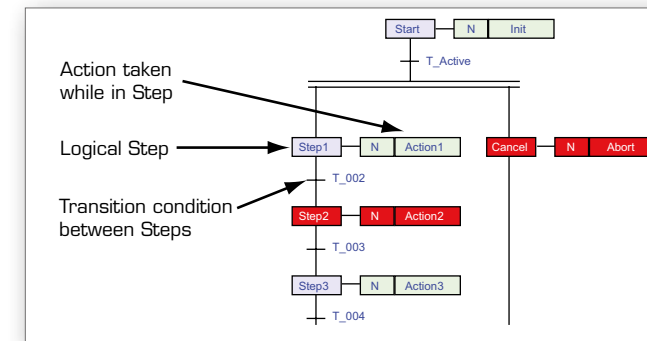 Start N Init
T_Active
Action taken
while in Step
Logical Step
Step1 N Action1
Cancel N Abort
T_002
Transition condition
between Steps
Step2 N Action2
T_003
Step3 N Action3
T_004